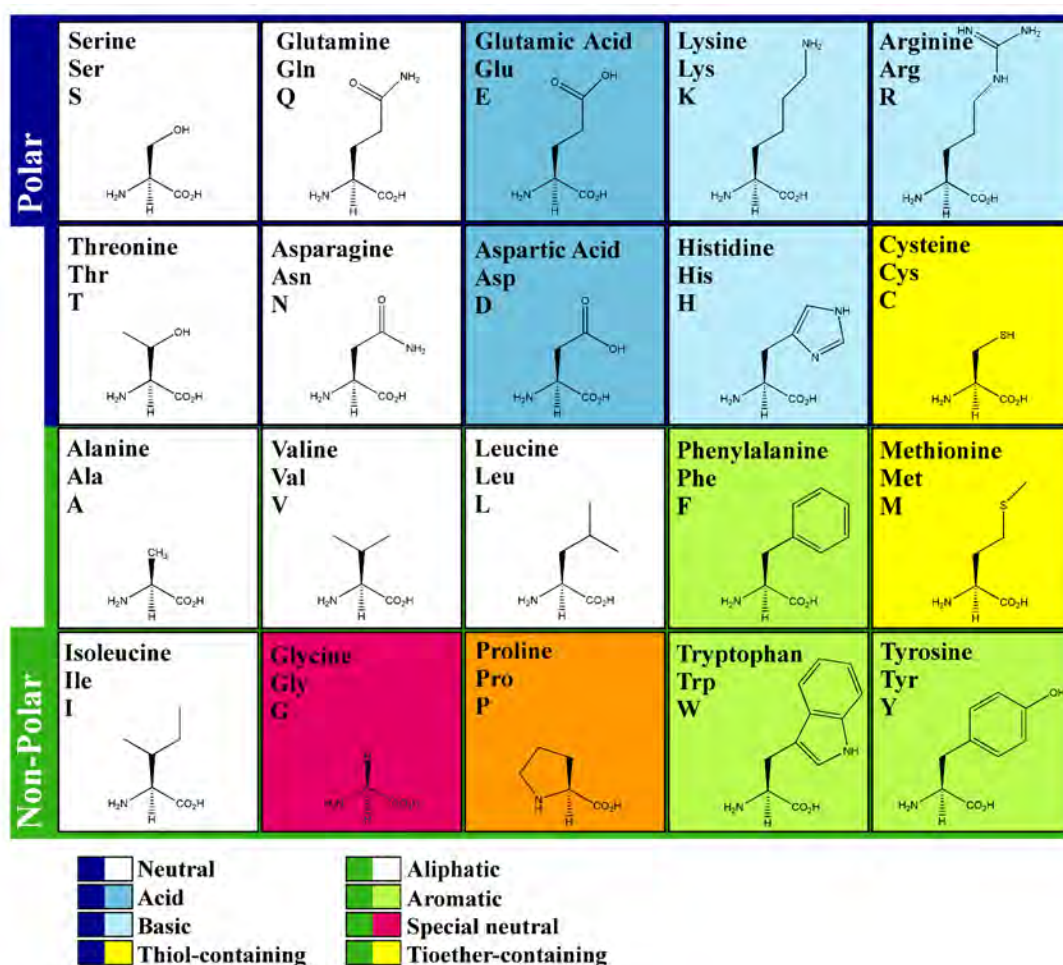 Polar
Serine
Ser
S
OH
H₂N
CO₂H
H
Glutamine
Gln
Q
O
NH₂
H₂N
CO₂H
H
Glutamic Acid
Glu
E
O
OH
H₂N
CO₂H
H
Lysine
Lys
K
NH₂
H₂N
CO₂H
H
Arginine
Arg
R
HN
NH₂
NH
H₂N
CO₂H
H
Threonine
Thr
T
OH
H₂N
CO₂H
H
Asparagine
Asn
N
O
NH₂
H₂N
CO₂H
H
Aspartic Acid
Asp
D
O
OH
H₂N
CO₂H
H
Histidine
His
H
NH
N
H₂N
CO₂H
H
Cysteine
Cys
C
SH
H₂N
CO₂H
H
Non-Polar
Alanine
Ala
A
CH₃
H₂N
CO₂H
H
Valine
Val
V
H₂N
CO₂H
H
Leucine
Leu
L
H₂N
CO₂H
H
Phenylalanine
Phe
F
H₂N
CO₂H
H
Methionine
Met
M
S
H₂N
CO₂H
H
Isoleucine
Ile
I
H₂N
CO₂H
H
Glycine
Gly
G
H
H₂N
H
Proline
Pro
P
N
H
CO₂H
H
Tryptophan
Trp
W
NH
H₂N
CO₂H
H
Tyrosine
Tyr
Y
OH
H₂N
CO₂H
H
Neutral
Acid
Basic
Thiol-containing
Aliphatic
Aromatic
Special neutral
Tioether-containing